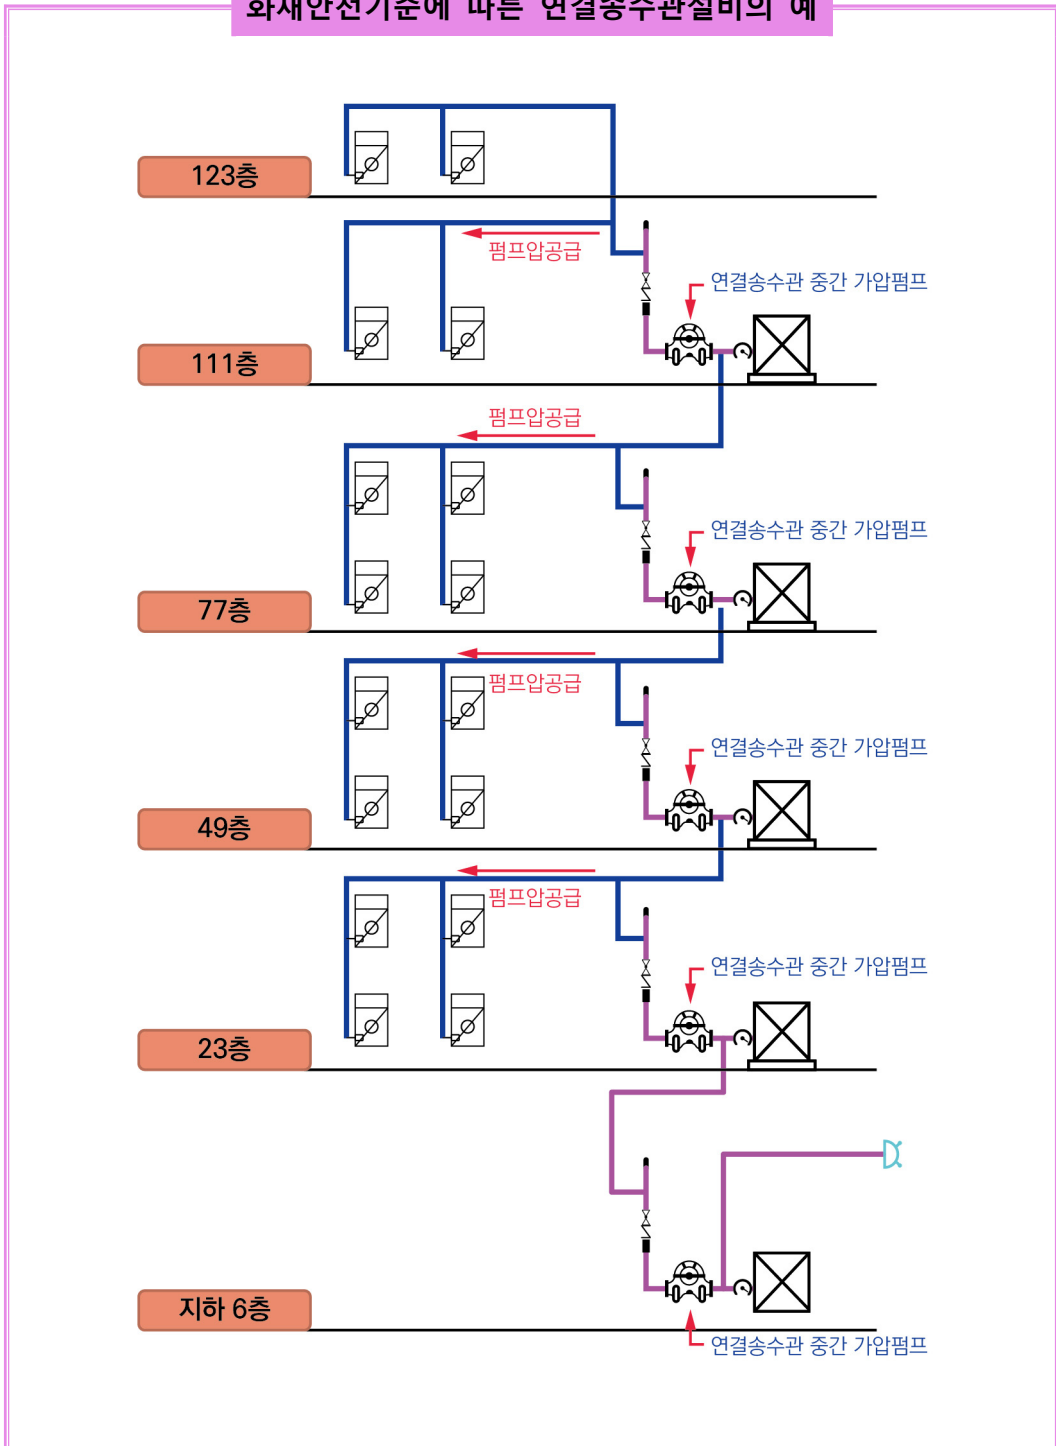 화재안전기준에 따른 연결송수관설비의 예
123층
펌프압공급
연결송수관 중간 가압펌프
111층
펌프압공급
연결송수관 중간 가압펌프
77층
펌프압공급
연결송수관 중간 가압펌프
49층
펌프압공급
연결송수관 중간 가압펌프
23층
지하 6층
연결송수관 중간 가압펌프